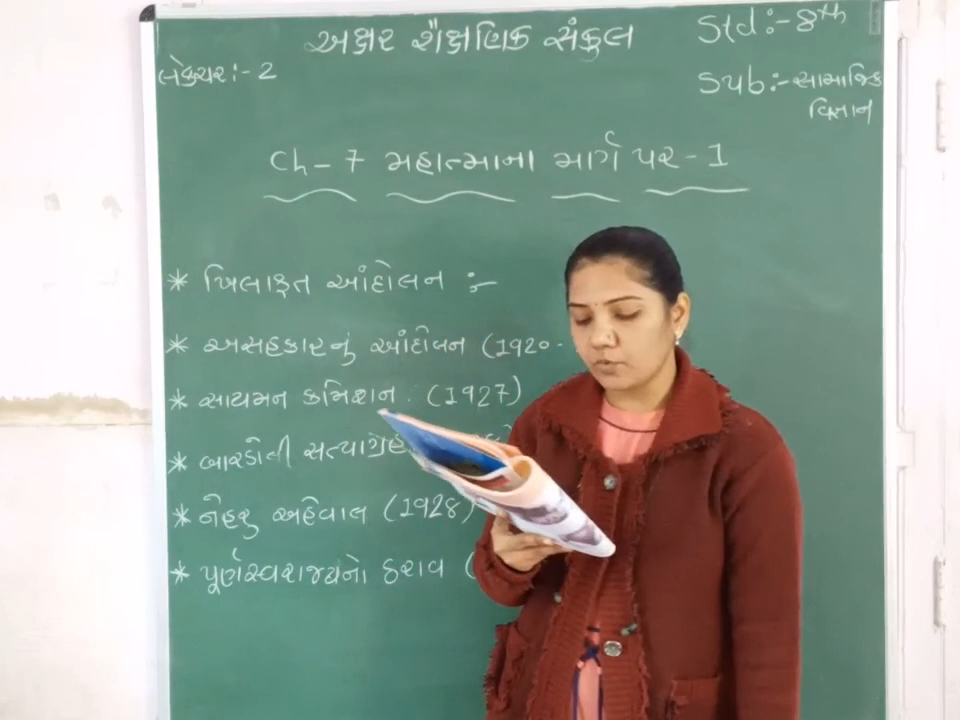 અક્ષર શૈક્ષણિક સંકુલ
Std:- 8th
લેક્ચર:- 2
Sub:- સામાજિક
વિજ્ઞાન
Ch - 7 મહાત્માના માર્ગે પર - 1
* ખિલાફત આંદોલન :-
* અસહકારનું આંદોલન (1920 -
* સાયમન કમિશન. (1927)
* બારડોલી સત્યાગ્રહ
* નેહરુ અહેવાલ (1928)
* પૂર્ણસ્વરાજ્યનો ઠરાવ (